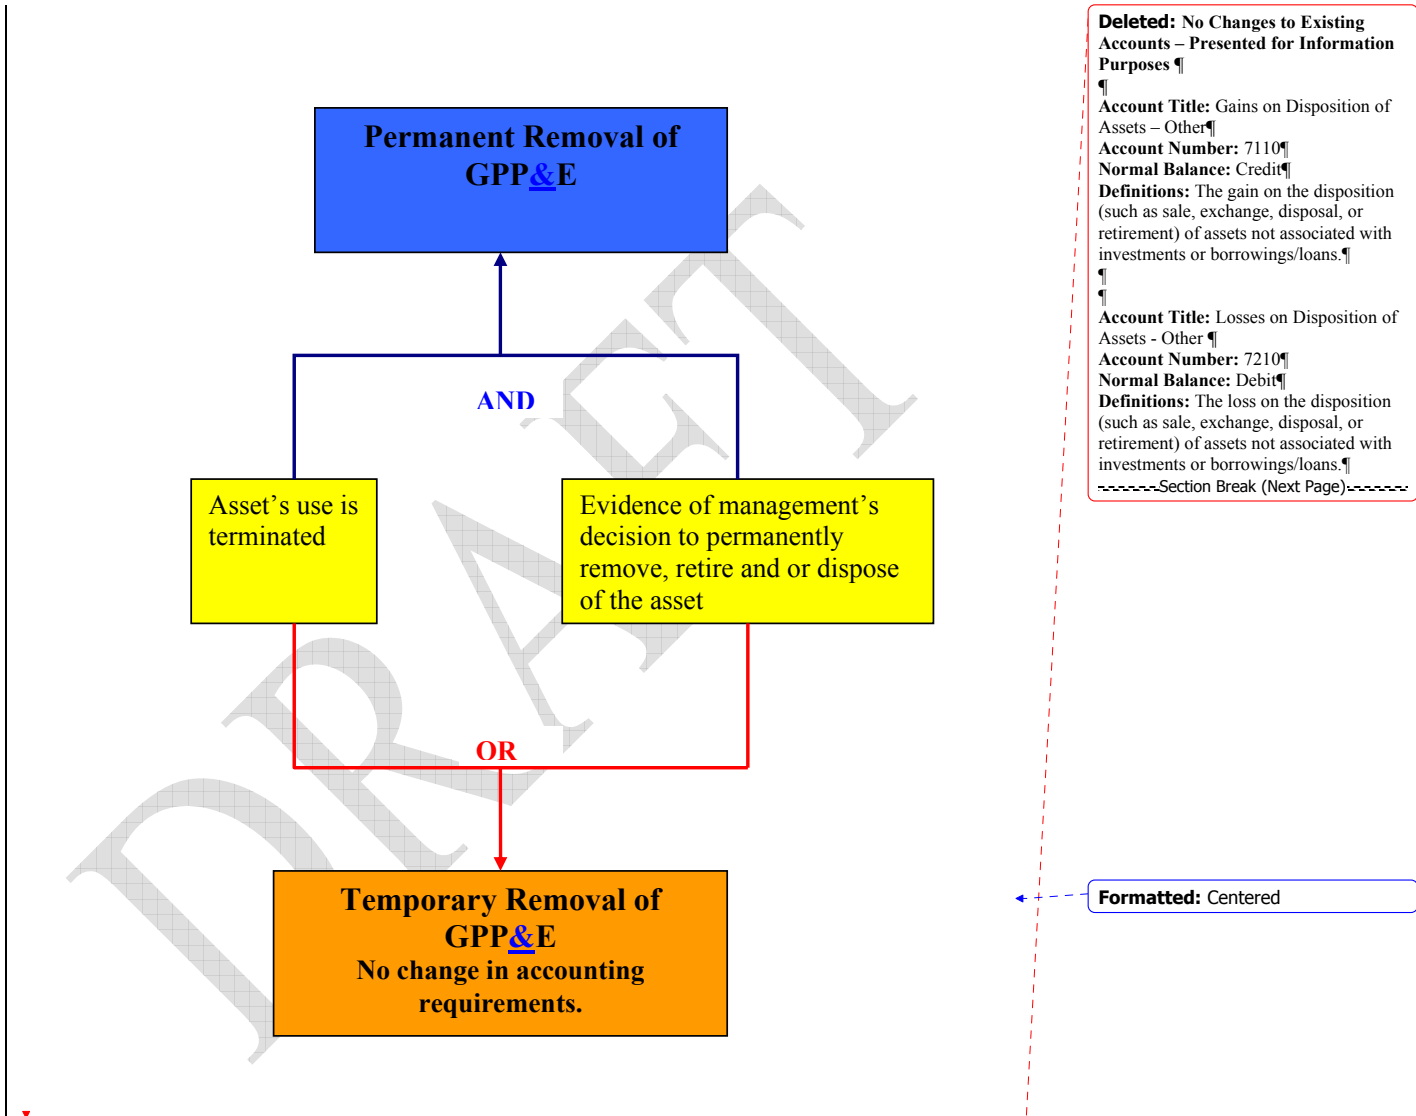 Permanent Removal of
GPP&E
AND
Asset’s use is
terminated
Evidence of management’s
decision to permanently
remove, retire and or dispose
of the asset
OR
Temporary Removal of
GPP&E
No change in accounting
requirements.
DRAFT
Deleted: No Changes to Existing
Accounts – Presented for Information
Purposes ¶
¶
Account Title: Gains on Disposition of
Assets – Other¶
Account Number: 7110¶
Normal Balance: Credit¶
Definitions: The gain on the disposition
(such as sale, exchange, disposal, or
retirement) of assets not associated with
investments or borrowings/loans.¶
¶
¶
Account Title: Losses on Disposition of
Assets - Other ¶
Account Number: 7210¶
Normal Balance: Debit¶
Definitions: The loss on the disposition
(such as sale, exchange, disposal, or
retirement) of assets not associated with
investments or borrowings/loans.¶
Section Break (Next Page)
Formatted: Centered